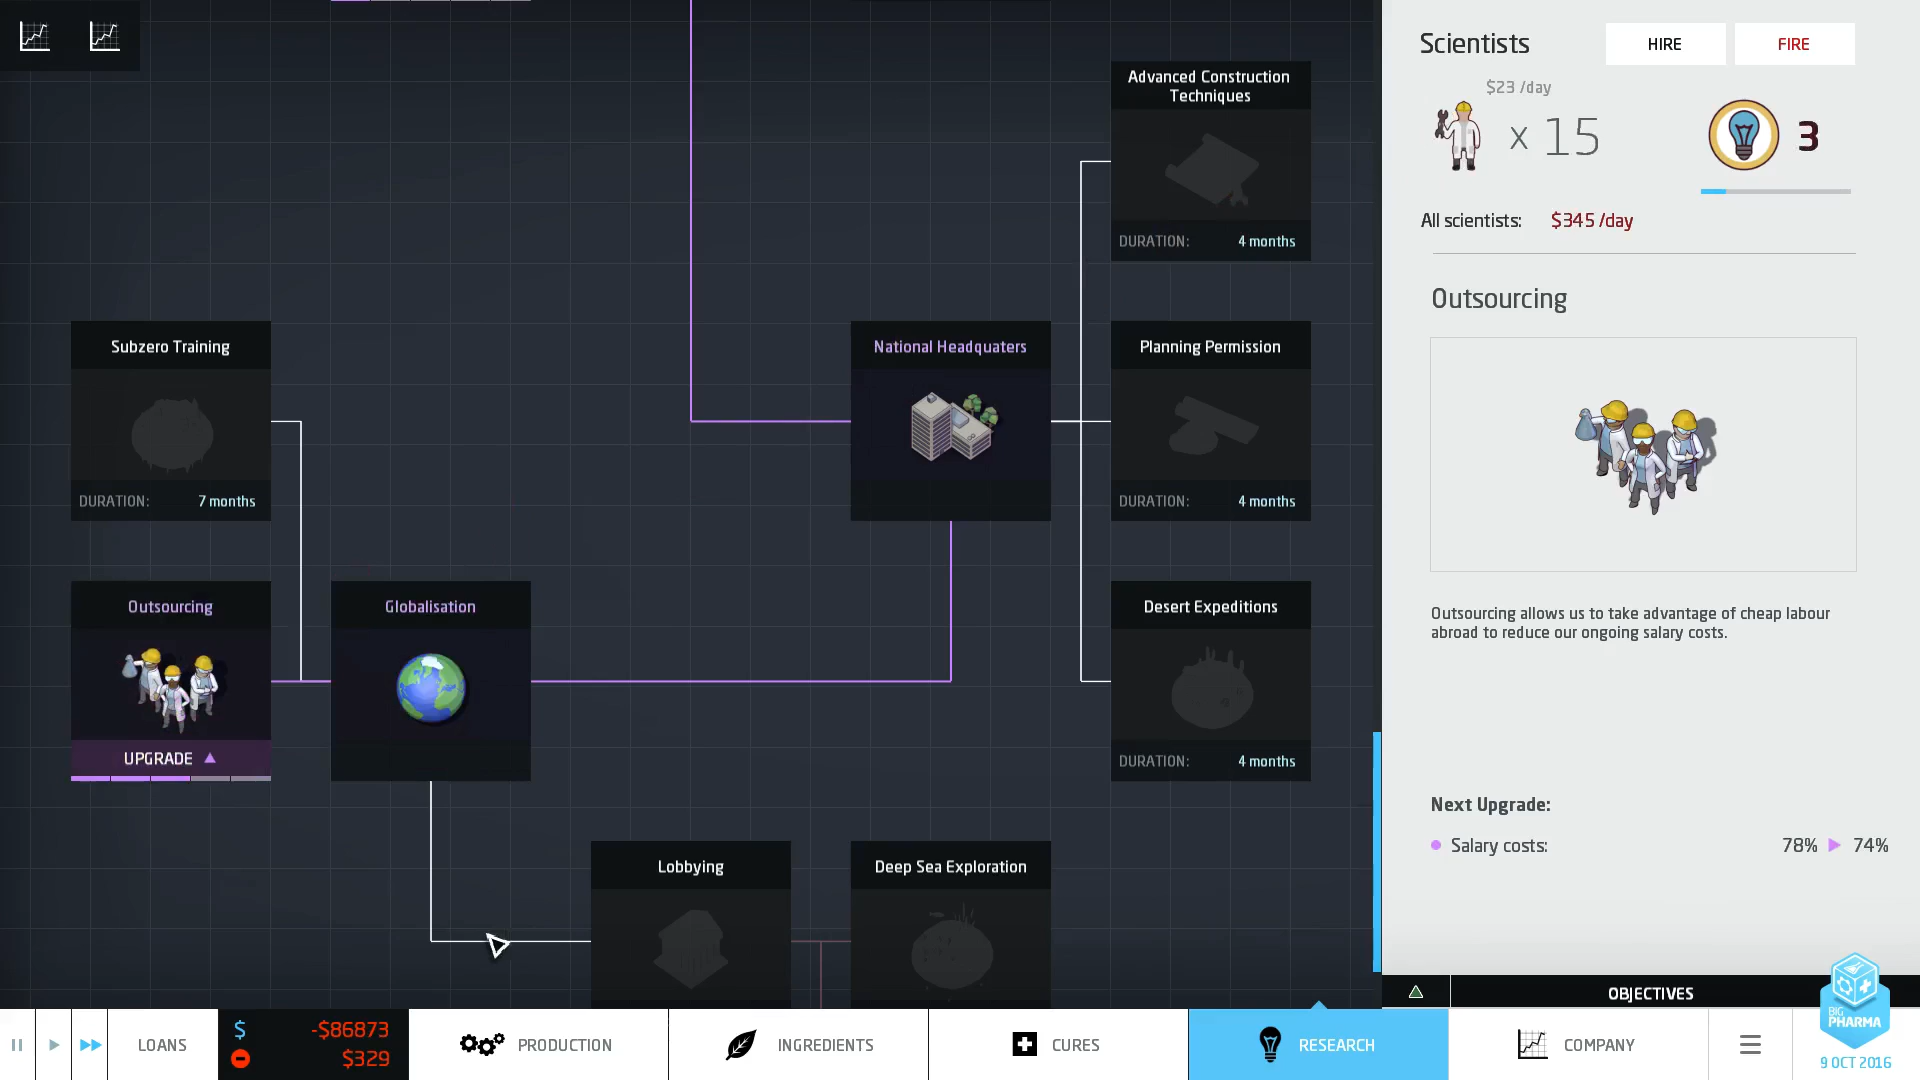 Scientists
HIRE
FIRE
$23 /day
x 15
3
All scientists: $345 /day
Advanced Construction
Techniques
DURATION: 4 months
Subzero Training
DURATION: 7 months
National Headquaters
Planning Permission
DURATION: 4 months
Outsourcing
UPGRADE
Globalisation
Desert Expeditions
DURATION: 4 months
Lobbying
Deep Sea Exploration
Outsourcing
Outsourcing allows us to take advantage of cheap labour
abroad to reduce our ongoing salary costs.
Next Upgrade:
Salary costs: 78% 74%
OBJECTIVES
LOANS
$ -$86873
$329
PRODUCTION
INGREDIENTS
CURES
RESEARCH
COMPANY
BIG
PHARMA
9 OCT 2016